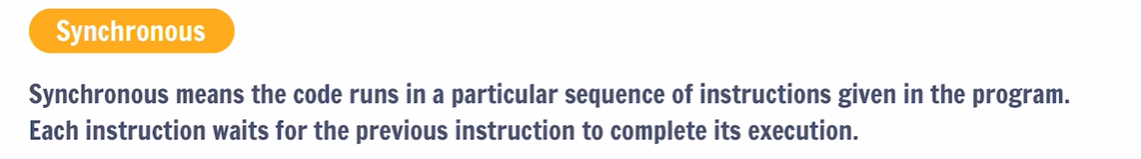 Synchronous
Synchronous means the code runs in a particular sequence of instructions given in the program.
Each instruction waits for the previous instruction to complete its execution.